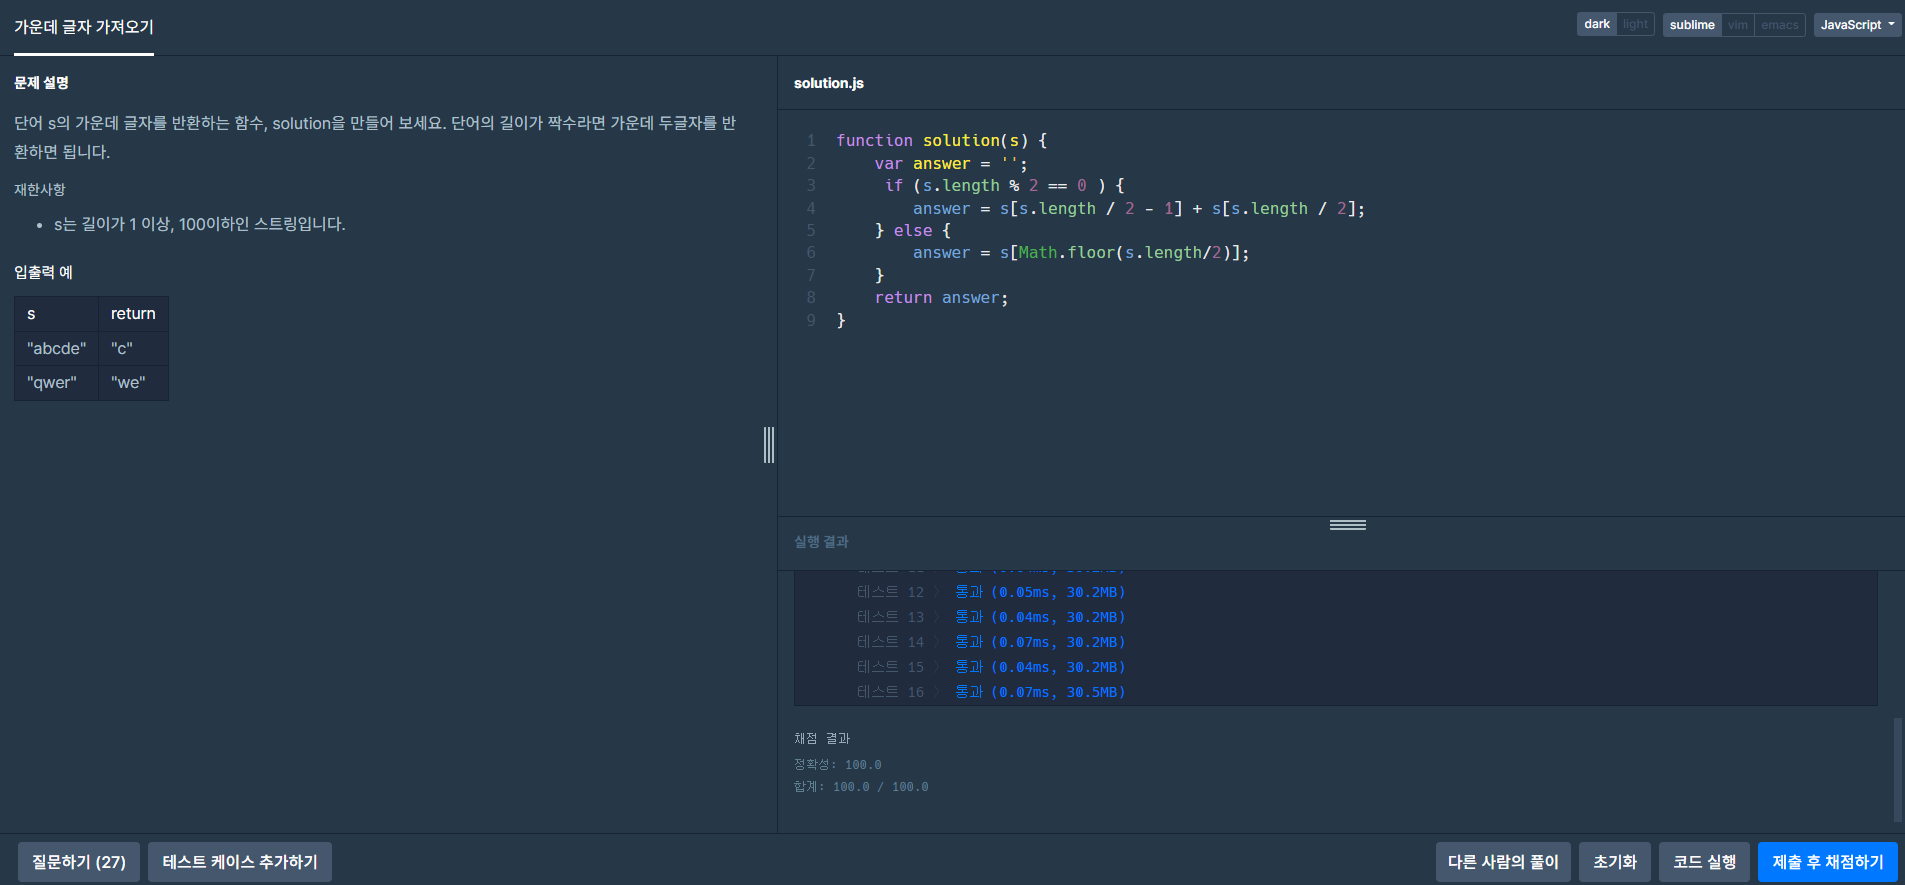 가운데 글자 가져오기
dark light sublime vim emacs JavaScript
문제 설명
단어 s의 가운데 글자를 반환하는 함수, solution을 만들어 보세요. 단어의 길이가 짝수라면 가운데 두글자를 반
환하면 됩니다.
재한사항
• s는 길이가 1 이상, 100이하인 스트링입니다.
입출력 예
s return
"abcde" "c"
"qwer" "we"
solution.js
1 function solution(s) {
2 var answer = '';
3 if (s.length % 2 == 0 ) {
4 answer = s[s.length / 2 - 1] + s[s.length / 2];
5 } else {
6 answer = s[Math.floor(s.length/2)];
7 }
8 return answer;
9 }
실행 결과
테스트 12 〉 통과 (0.05ms, 30.2MB)
테스트 13 〉 통과 (0.04ms, 30.2MB)
테스트 14 〉 통과 (0.07ms, 30.2MB)
테스트 15 〉 통과 (0.04ms, 30.2MB)
테스트 16 〉 통과 (0.07ms, 30.5MB)
채점 결과
정확성: 100.0
합계: 100.0 / 100.0
질문하기 (27) 테스트 케이스 추가하기 다른 사람의 풀이 초기화 코드 실행 제출 후 채점하기